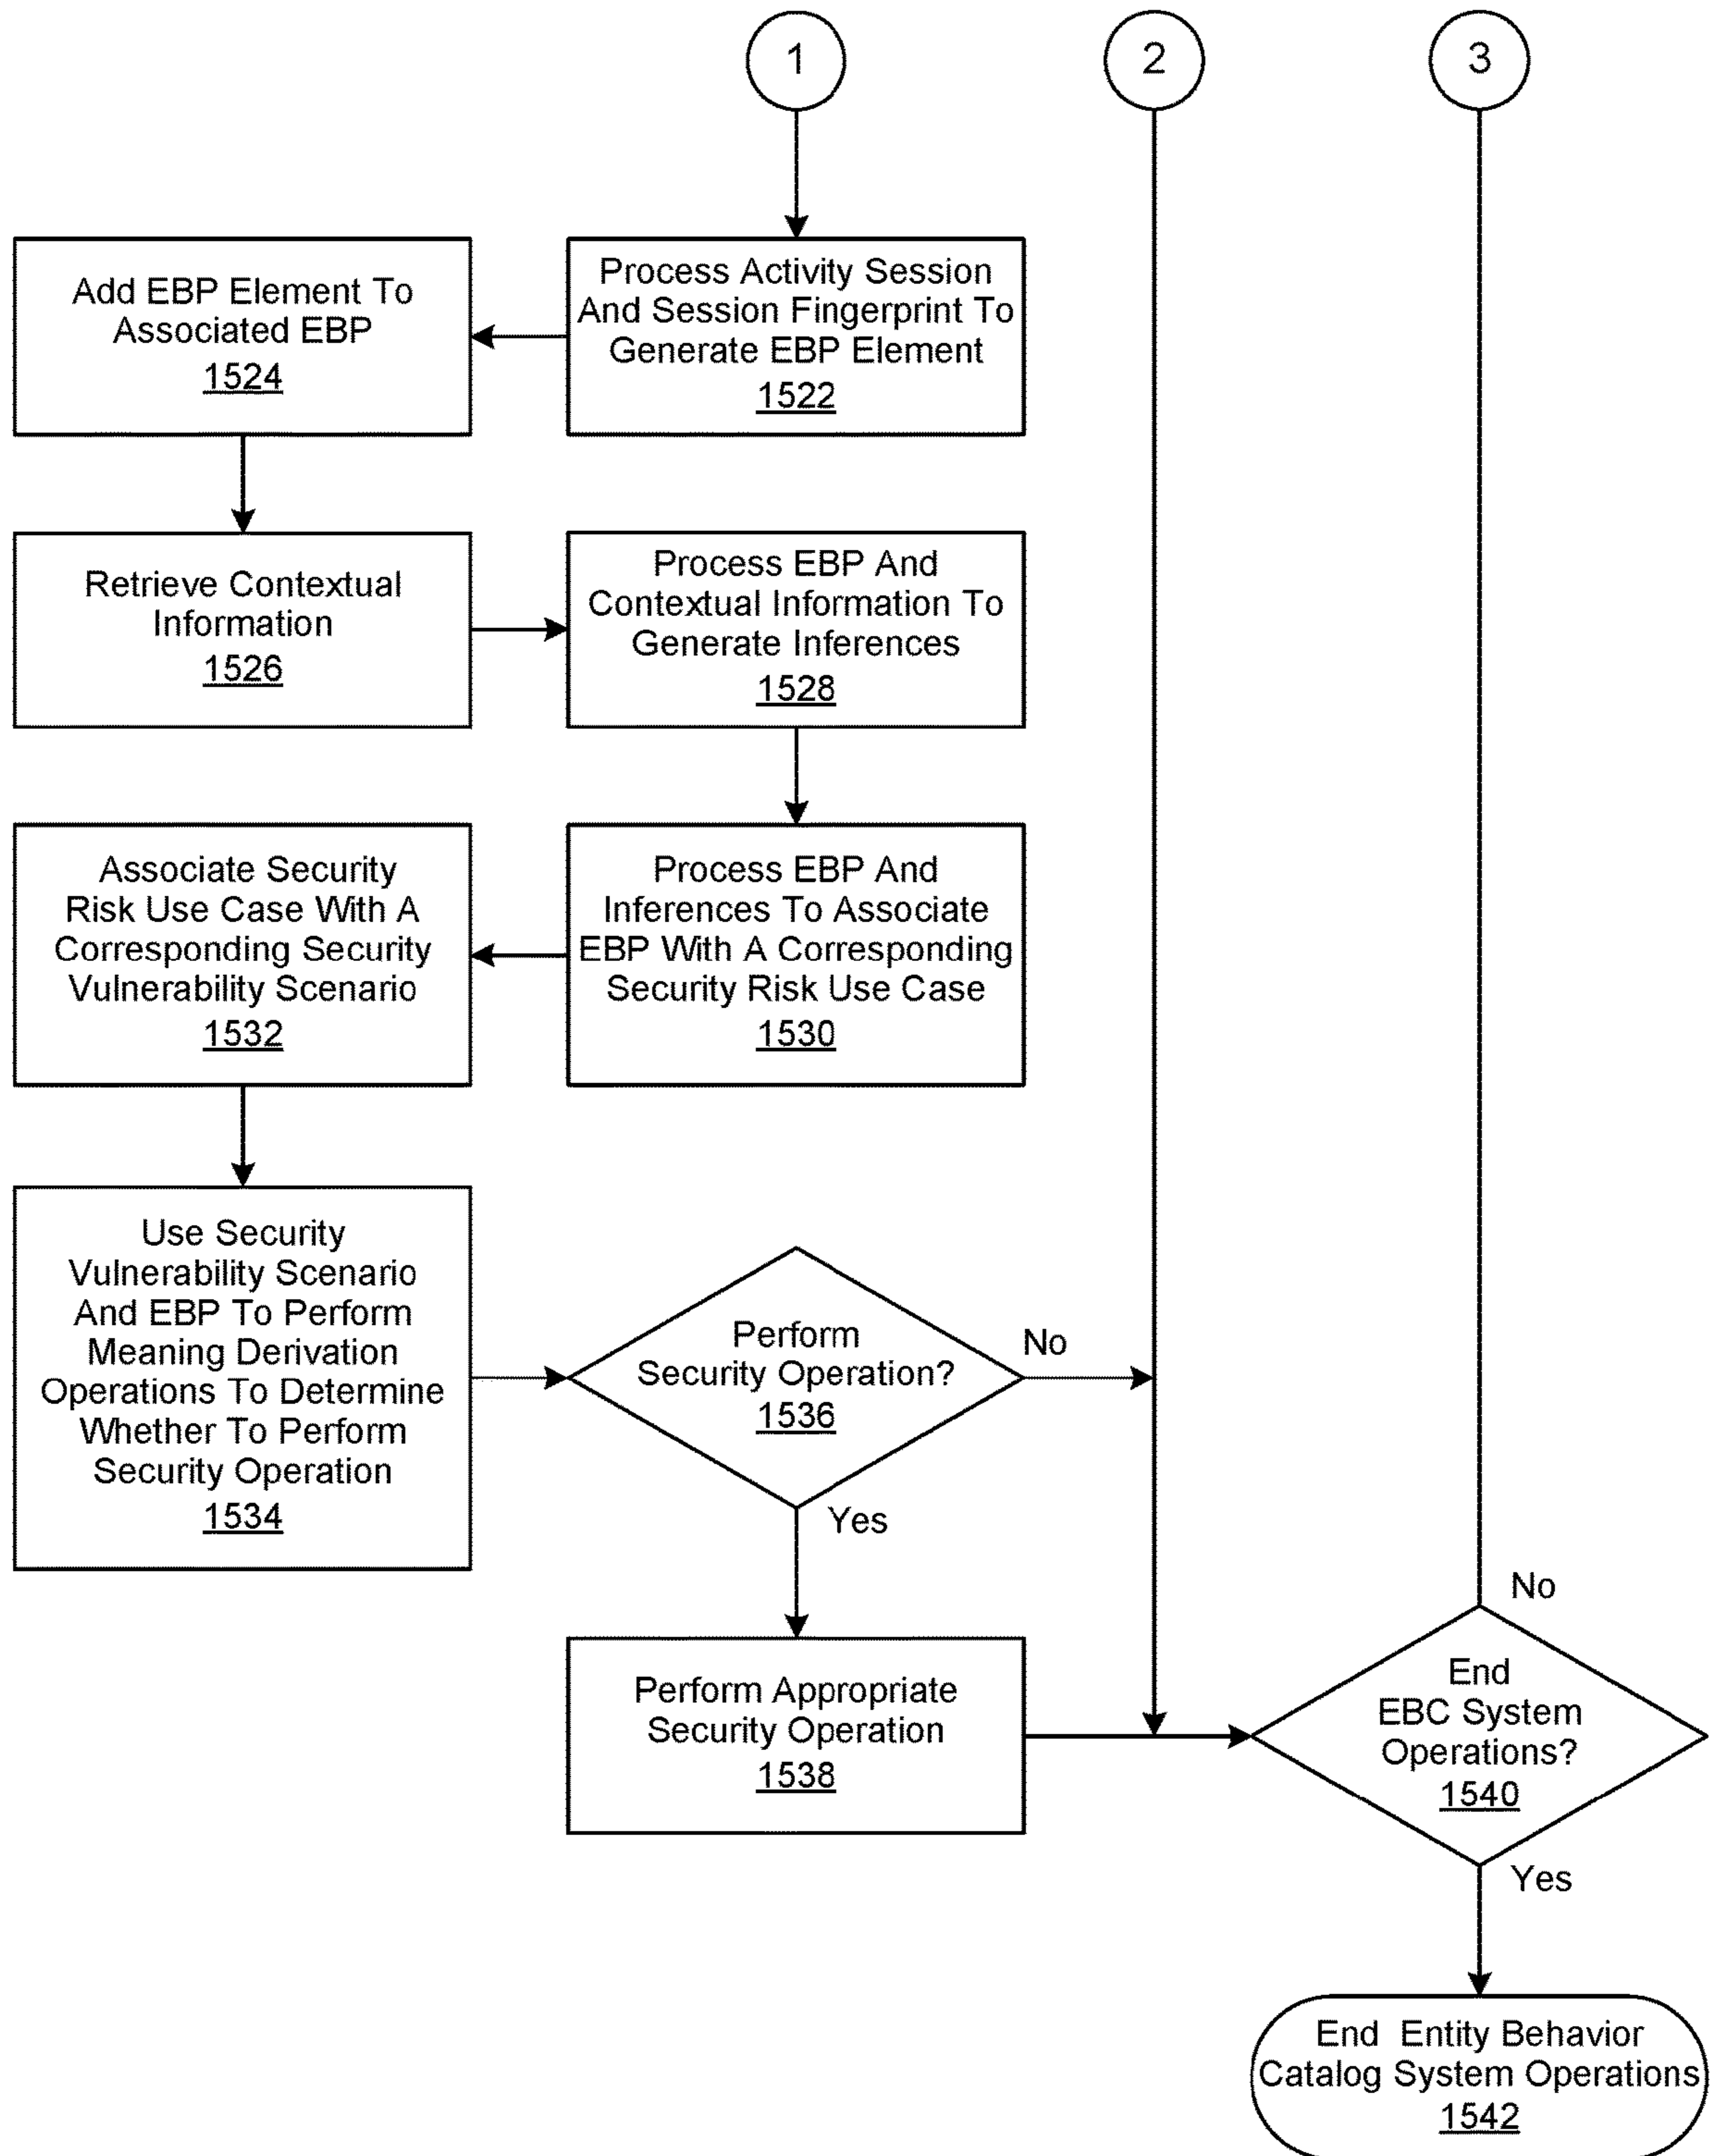 1
2
3
Process Activity Session
And Session Fingerprint To
Generate EBP Element
1522
Add EBP Element To
Associated EBP
1524
Retrieve Contextual
Information
1526
Process EBP And
Contextual Information To
Generate Inferences
1528
Process EBP And
Inferences To Associate
EBP With A Corresponding
Security Risk Use Case
1530
Associate Security
Risk Use Case With A
Corresponding Security
Vulnerability Scenario
1532
Use Security
Vulnerability Scenario
And EBP To Perform
Meaning Derivation
Operations To Determine
Whether To Perform
Security Operation
1534
Perform
Security Operation?
1536
No
Yes
Perform Appropriate
Security Operation
1538
No
End
EBC System
Operations?
1540
Yes
End Entity Behavior
Catalog System Operations
1542